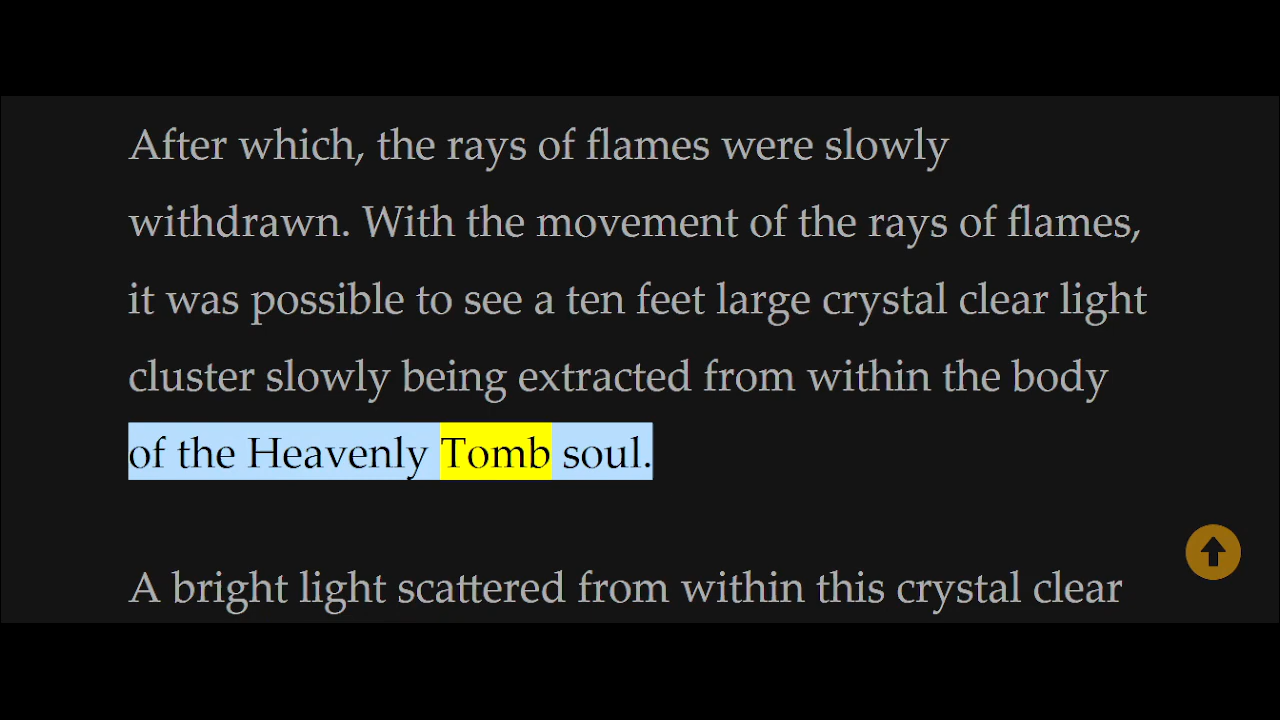 After which, the rays of flames were slowly
withdrawn. With the movement of the rays of flames,
it was possible to see a ten feet large crystal clear light
cluster slowly being extracted from within the body
of the Heavenly Tomb soul.
A bright light scattered from within this crystal clear